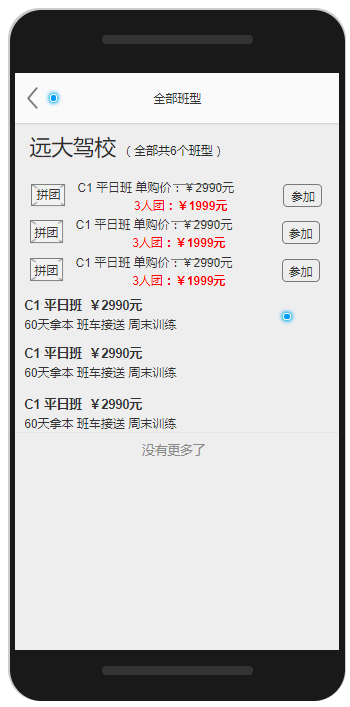 全部班型
远大驾校 (全部共6个班型)
拼团 C1 平日班 单购价：￥2990元 参加
3人团：￥1999元
拼团 C1 平日班 单购价：￥2990元 参加
3人团：￥1999元
拼团 C1 平日班 单购价：￥2990元 参加
3人团：￥1999元
C1 平日班 ￥2990元
60天拿本 班车接送 周末训练
C1 平日班 ￥2990元
60天拿本 班车接送 周末训练
C1 平日班 ￥2990元
60天拿本 班车接送 周末训练
没有更多了